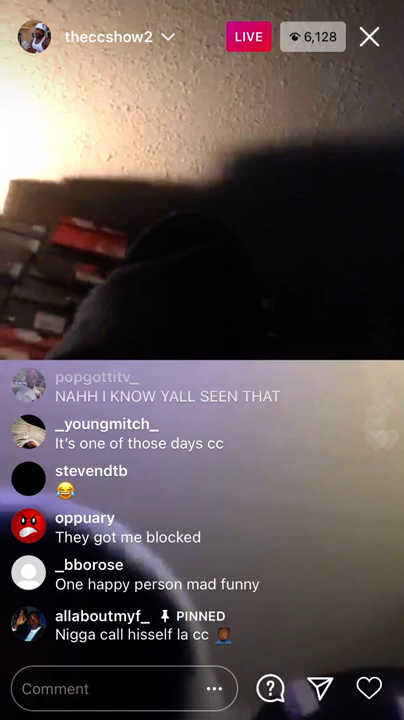 theccshow2
LIVE
6,128
popgottitv_
NAHH I KNOW YALL SEEN THAT
_youngmitch_
It's one of those days cc
stevendtb
😂
oppuary
They got me blocked
_bborose
One happy person mad funny
allaboutmyf_ PINNED
Nigga call hisself la cc 🤦🏾‍♂️
Comment